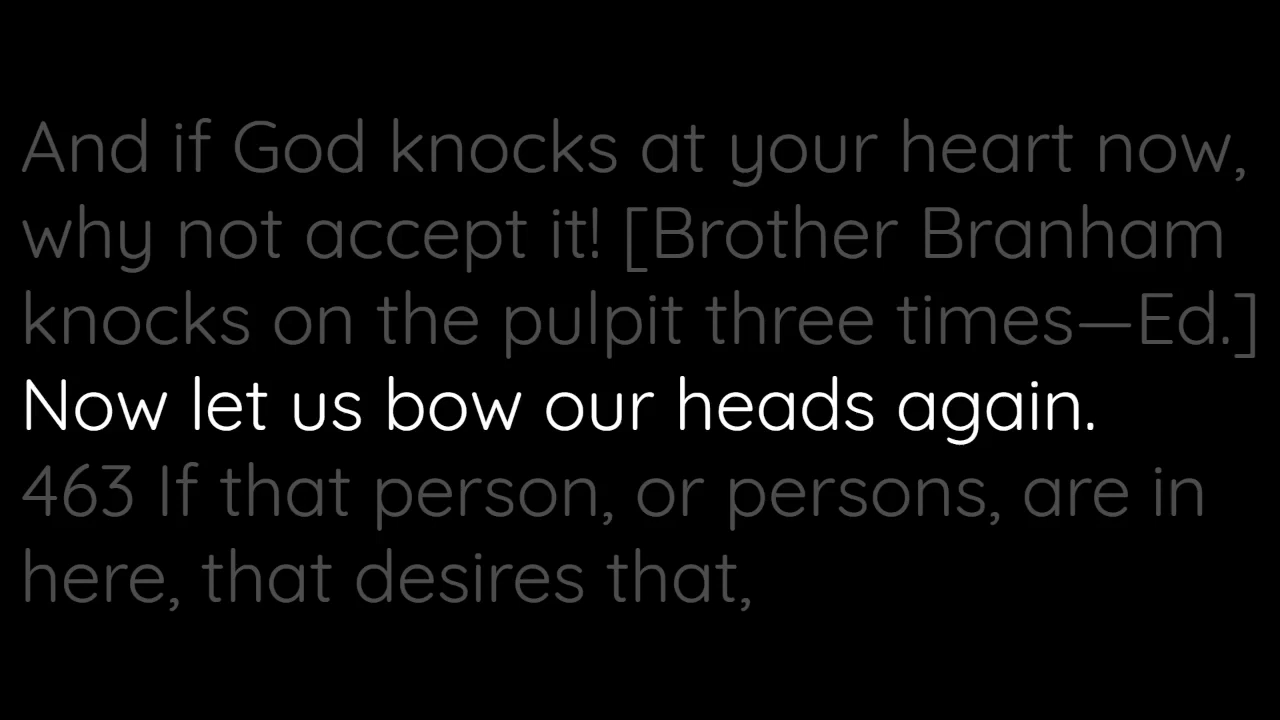 And if God knocks at your heart now,
why not accept it! [Brother Branham
knocks on the pulpit three times—Ed.]
Now let us bow our heads again.
463 If that person, or persons, are in
here, that desires that,